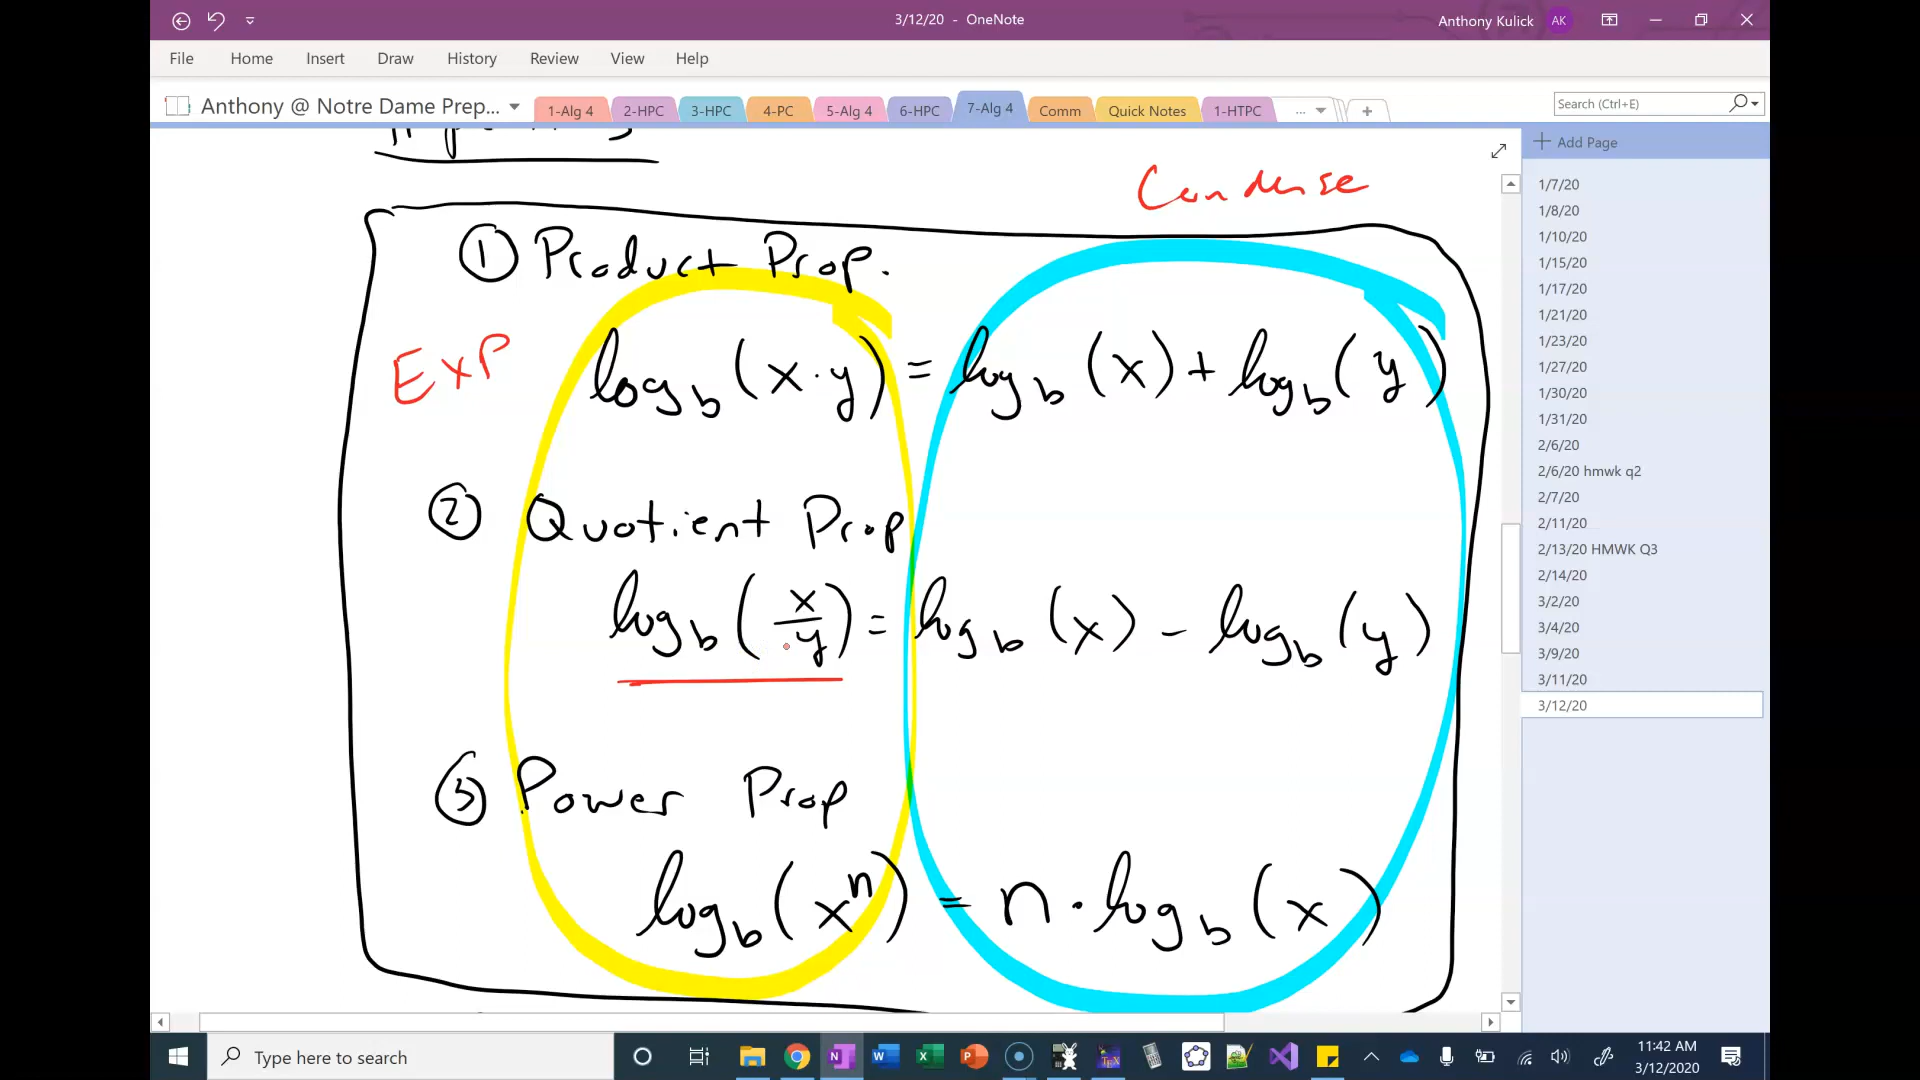 3/12/20 - OneNote
Anthony Kulick AK
File Home Insert Draw History Review View Help
Anthony @ Notre Dame Prep...
1-Alg 4 2-HPC 3-HPC 4-PC 5-Alg 4 6-HPC 7-Alg 4 Comm Quick Notes 1-HTPC ... +
Search (Ctrl+E)
Add Page
1/7/20
1/8/20
1/10/20
1/15/20
1/17/20
1/21/20
1/23/20
1/27/20
1/30/20
1/31/20
2/6/20
2/6/20 hmwk q2
2/7/20
2/11/20
2/13/20 HMWK Q3
2/14/20
3/2/20
3/4/20
3/9/20
3/11/20
3/12/20
Condense
① Product Prop.
ExP
log_b (x·y) = log_b (x) + log_b (y)
② Quotient Prop
log_b (x/y) = log_b (x) - log_b (y)
③ Power Prop
log_b (x^n) = n·log_b (x)
Type here to search
11:42 AM
3/12/2020